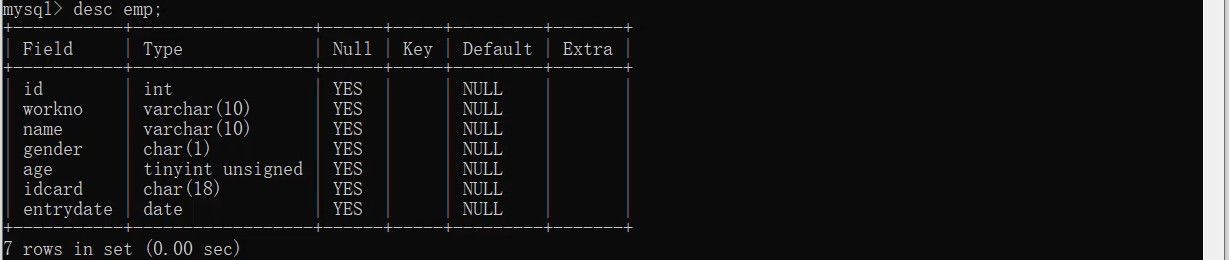 mysql> desc emp;
+-----------+------------------+------+-----+---------+-------+
| Field     | Type             | Null | Key | Default | Extra |
+-----------+------------------+------+-----+---------+-------+
| id        | int              | YES  |     | NULL    |       |
| workno    | varchar(10)      | YES  |     | NULL    |       |
| name      | varchar(10)      | YES  |     | NULL    |       |
| gender    | char(1)          | YES  |     | NULL    |       |
| age       | tinyint unsigned | YES  |     | NULL    |       |
| idcard    | char(18)         | YES  |     | NULL    |       |
| entrydate | date             | YES  |     | NULL    |       |
+-----------+------------------+------+-----+---------+-------+
7 rows in set (0.00 sec)